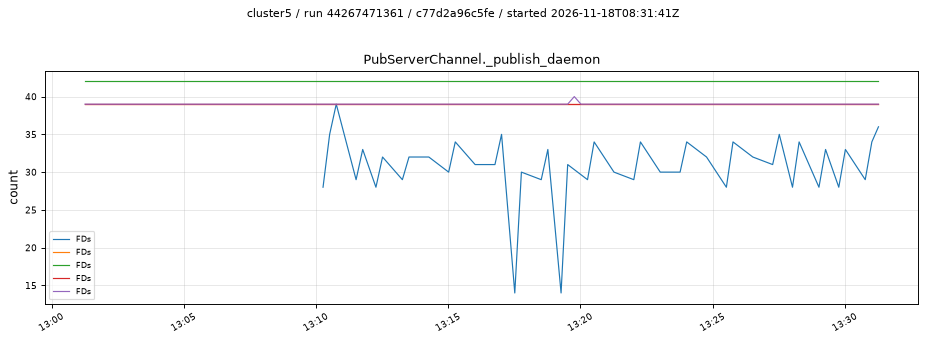 cluster5 / run 44267471361 / c77d2a96c5fe / started 2026-11-18T08:31:41Z
PubServerChannel._publish_daemon
count
40
35
30
25
20
15
FDs
FDs
FDs
FDs
FDs
13:00
13:05
13:10
13:15
13:20
13:25
13:30